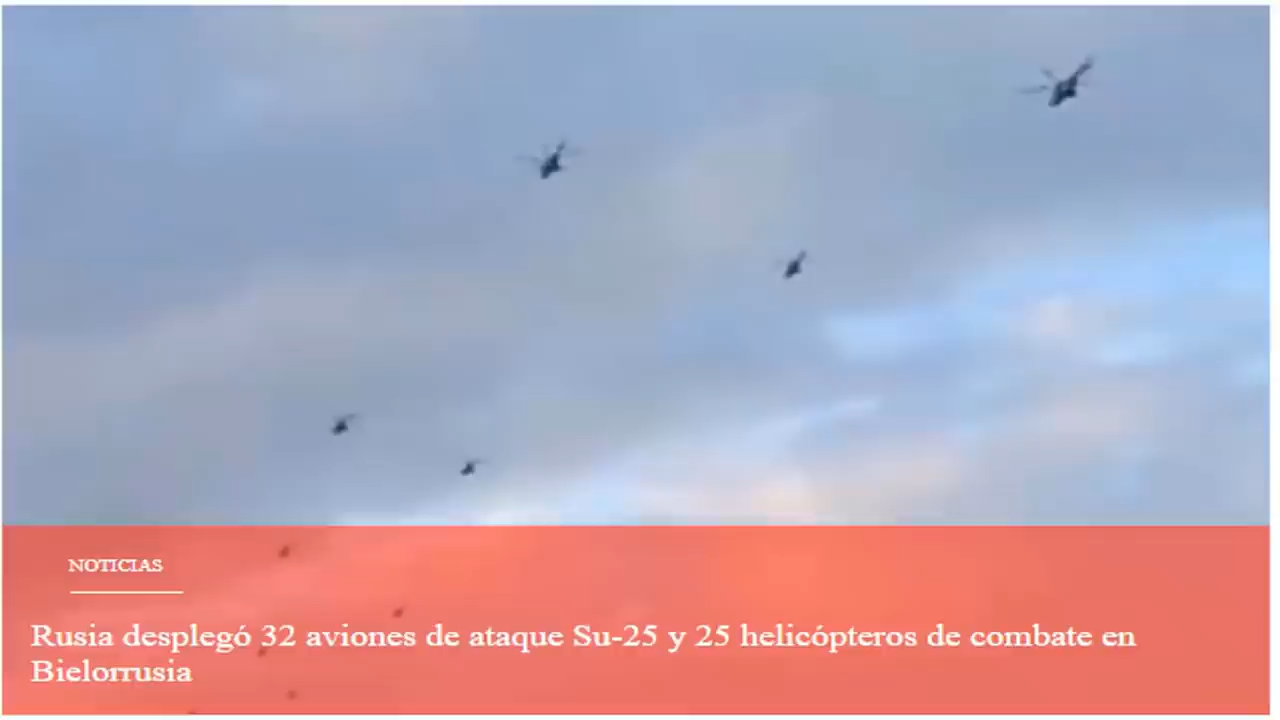 NOTICIAS
Rusia desplegó 32 aviones de ataque Su-25 y 25 helicópteros de combate en
Bielorrusia